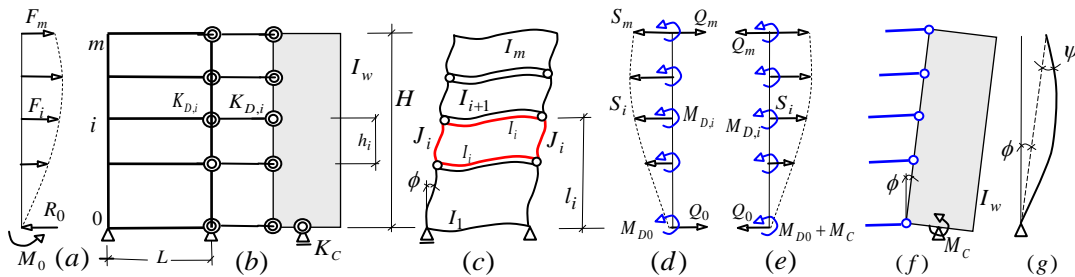 F_m
F_i
R_0
M_0
(a)
m
i
0
L
K_{D,i}
K_{D,i}
(b)
I_w
h_i
H
K_C
I_m
I_{i+1}
l_i
J_i
J_i
l_i
ϕ
I_1
l_i
(c)
S_m
Q_m
S_i
M_{D,i}
M_{D0}
Q_0
(d)
Q_m
S_i
M_{D,i}
Q_0
M_{D0} + M_C
(e)
ϕ
I_w
M_C
(f)
ψ
ϕ
(g)